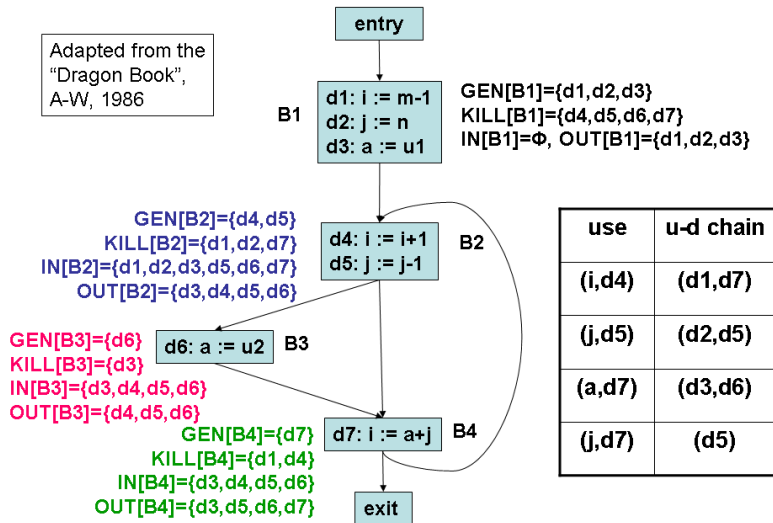 entry
Adapted from the
“Dragon Book”,
A-W, 1986
B1
d1: i := m-1
d2: j := n
d3: a := u1
GEN[B1]={d1,d2,d3}
KILL[B1]={d4,d5,d6,d7}
IN[B1]=Φ, OUT[B1]={d1,d2,d3}
GEN[B2]={d4,d5}
KILL[B2]={d1,d2,d7}
IN[B2]={d1,d2,d3,d5,d6,d7}
OUT[B2]={d3,d4,d5,d6}
d4: i := i+1
d5: j := j-1
B2
GEN[B3]={d6}
KILL[B3]={d3}
IN[B3]={d3,d4,d5,d6}
OUT[B3]={d4,d5,d6}
d6: a := u2
B3
GEN[B4]={d7}
KILL[B4]={d1,d4}
IN[B4]={d3,d4,d5,d6}
OUT[B4]={d3,d5,d6,d7}
d7: i := a+j
B4
exit
use u-d chain
(i,d4) (d1,d7)
(j,d5) (d2,d5)
(a,d7) (d3,d6)
(j,d7) (d5)